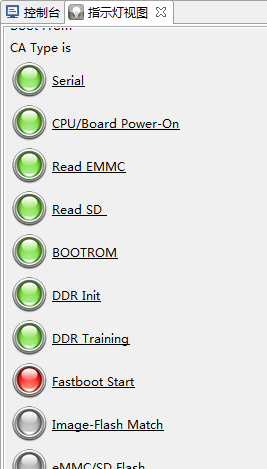 控制台 指示灯视图
Boot From
CA Type is
Serial
CPU/Board Power-On
Read EMMC
Read SD
BOOTROM
DDR Init
DDR Training
Fastboot Start
Image-Flash Match
eMMC/SD Flash